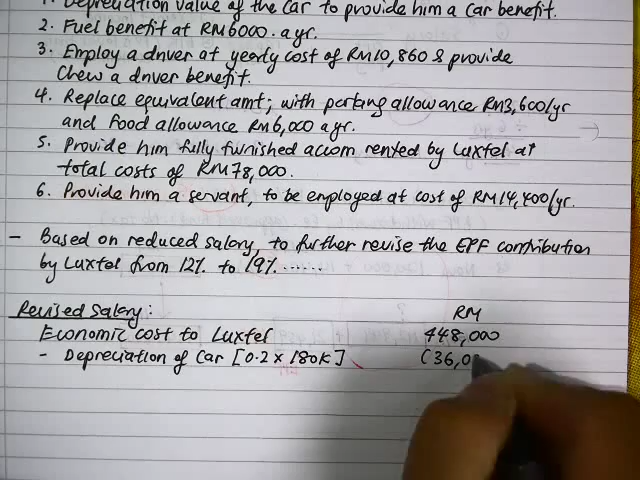 1. Depreciation value of the car to provide him a car benefit.
2. Fuel benefit at RM6000. a yr.
3. Employ a driver at yearly cost of RM10,860 & provide
Chew a driver benefit.
4. Replace equivalent amt; with parking allowance RM3,600/yr
and Food allowance RM6,000 a yr.
5. Provide him fully furnished accom rented by Luxtel at
total costs of RM78,000.
6. Provide him a servant, to be employed at cost of RM14,400/yr.
- Based on reduced salary, to further revise the EPF contribution
by Luxtel from 12% to 19%......
Revised Salary: RM
Economic cost to Luxtel 448,000
- Depreciation of Car [0.2 x 180K] (36,0